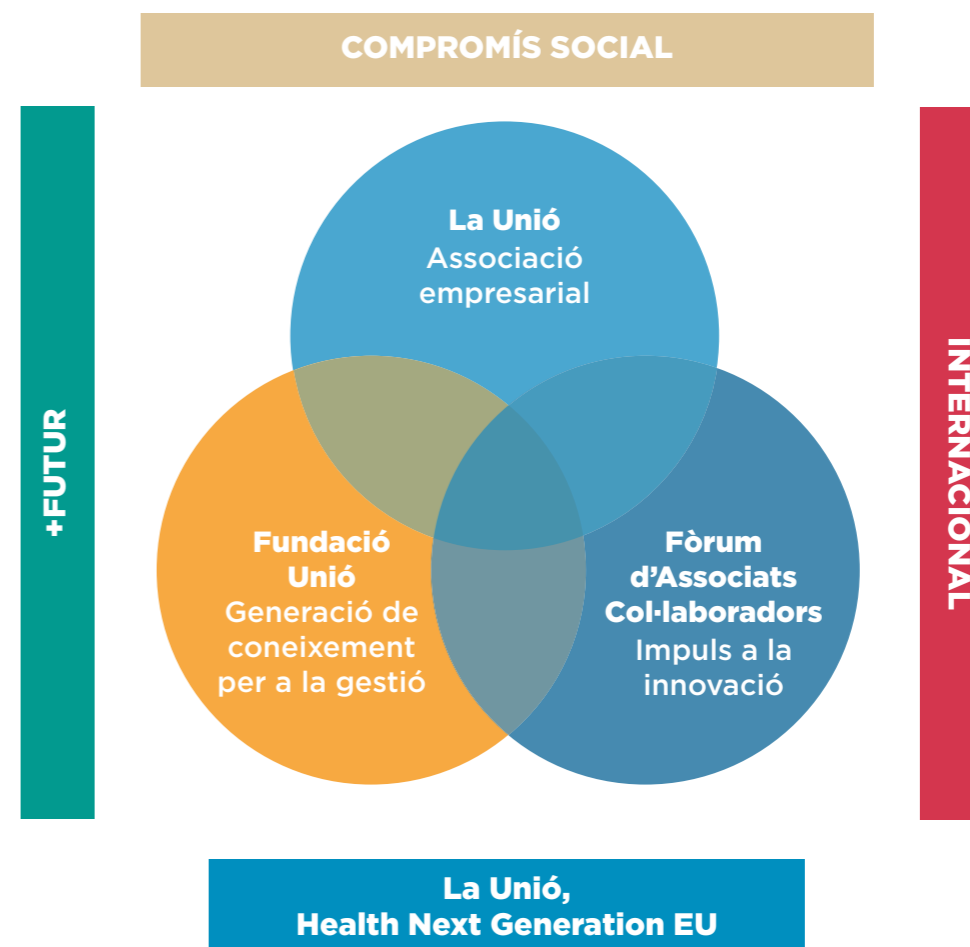 COMPROMÍS SOCIAL
+FUTUR
La Unió
Associació
empresarial
Fundació
Unió
Generació de
coneixement
per a la gestió
Fòrum
d’Associats
Col·laboradors
Impuls a la
innovació
INTERNACIONAL
La Unió,
Health Next Generation EU